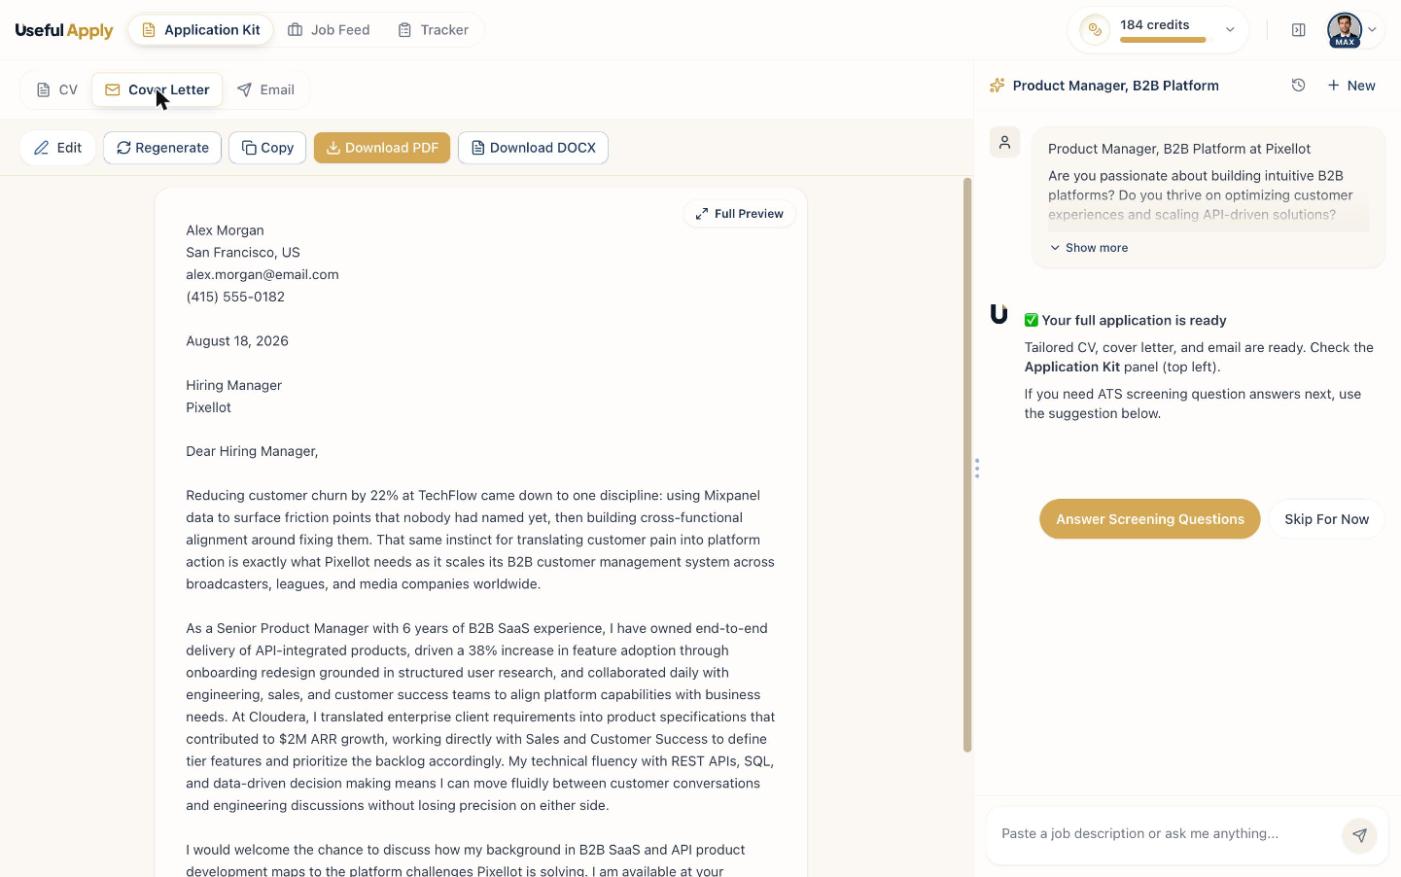 UsefulApply
Application Kit
Job Feed
Tracker
184 credits
MAX
CV
Cover Letter
Email
Edit
Regenerate
Copy
Download PDF
Download DOCX
Full Preview
Alex Morgan
San Francisco, US
alex.morgan@email.com
(415) 555-0182
August 18, 2026
Hiring Manager
Pixellot
Dear Hiring Manager,
Reducing customer churn by 22% at TechFlow came down to one discipline: using Mixpanel
data to surface friction points that nobody had named yet, then building cross-functional
alignment around fixing them. That same instinct for translating customer pain into platform
action is exactly what Pixellot needs as it scales its B2B customer management system across
broadcasters, leagues, and media companies worldwide.
As a Senior Product Manager with 6 years of B2B SaaS experience, I have owned end-to-end
delivery of API-integrated products, driven a 38% increase in feature adoption through
onboarding redesign grounded in structured user research, and collaborated daily with
engineering, sales, and customer success teams to align platform capabilities with business
needs. At Cloudera, I translated enterprise client requirements into product specifications that
contributed to $2M ARR growth, working directly with Sales and Customer Success to define
tier features and prioritize the backlog accordingly. My technical fluency with REST APIs, SQL,
and data-driven decision making means I can move fluidly between customer conversations
and engineering discussions without losing precision on either side.
I would welcome the chance to discuss how my background in B2B SaaS and API product
development maps to the platform challenges Pixellot is solving. I am available at your
Product Manager, B2B Platform
New
Product Manager, B2B Platform at Pixellot
Are you passionate about building intuitive B2B
platforms? Do you thrive on optimizing customer
experiences and scaling API-driven solutions?
Show more
U
✅ Your full application is ready
Tailored CV, cover letter, and email are ready. Check the
Application Kit panel (top left).
If you need ATS screening question answers next, use
the suggestion below.
Answer Screening Questions
Skip For Now
Paste a job description or ask me anything...